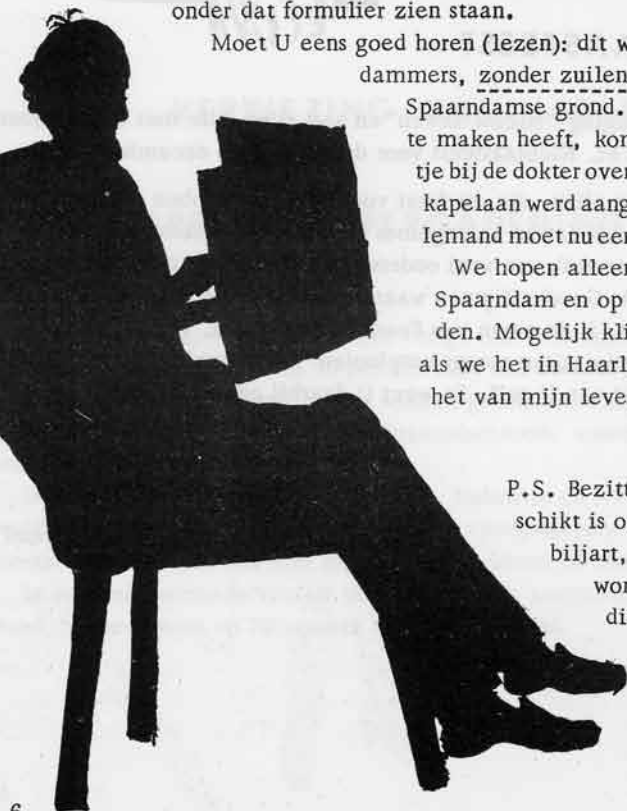 onder dat formulier zien staan.
Moet U eens goed horen (lezen): dit w
dammers, zonder zuilen
Spaarndamse grond.
te maken heeft, kon
tje bij de dokter over
kapelaan werd aang
Iemand moet nu een
We hopen alleen
Spaarndam en op
den. Mogelijk kli
als we het in Haarl
het van mijn leve
P.S. Bezitt
schikt is o
biljart,
wor
di
6